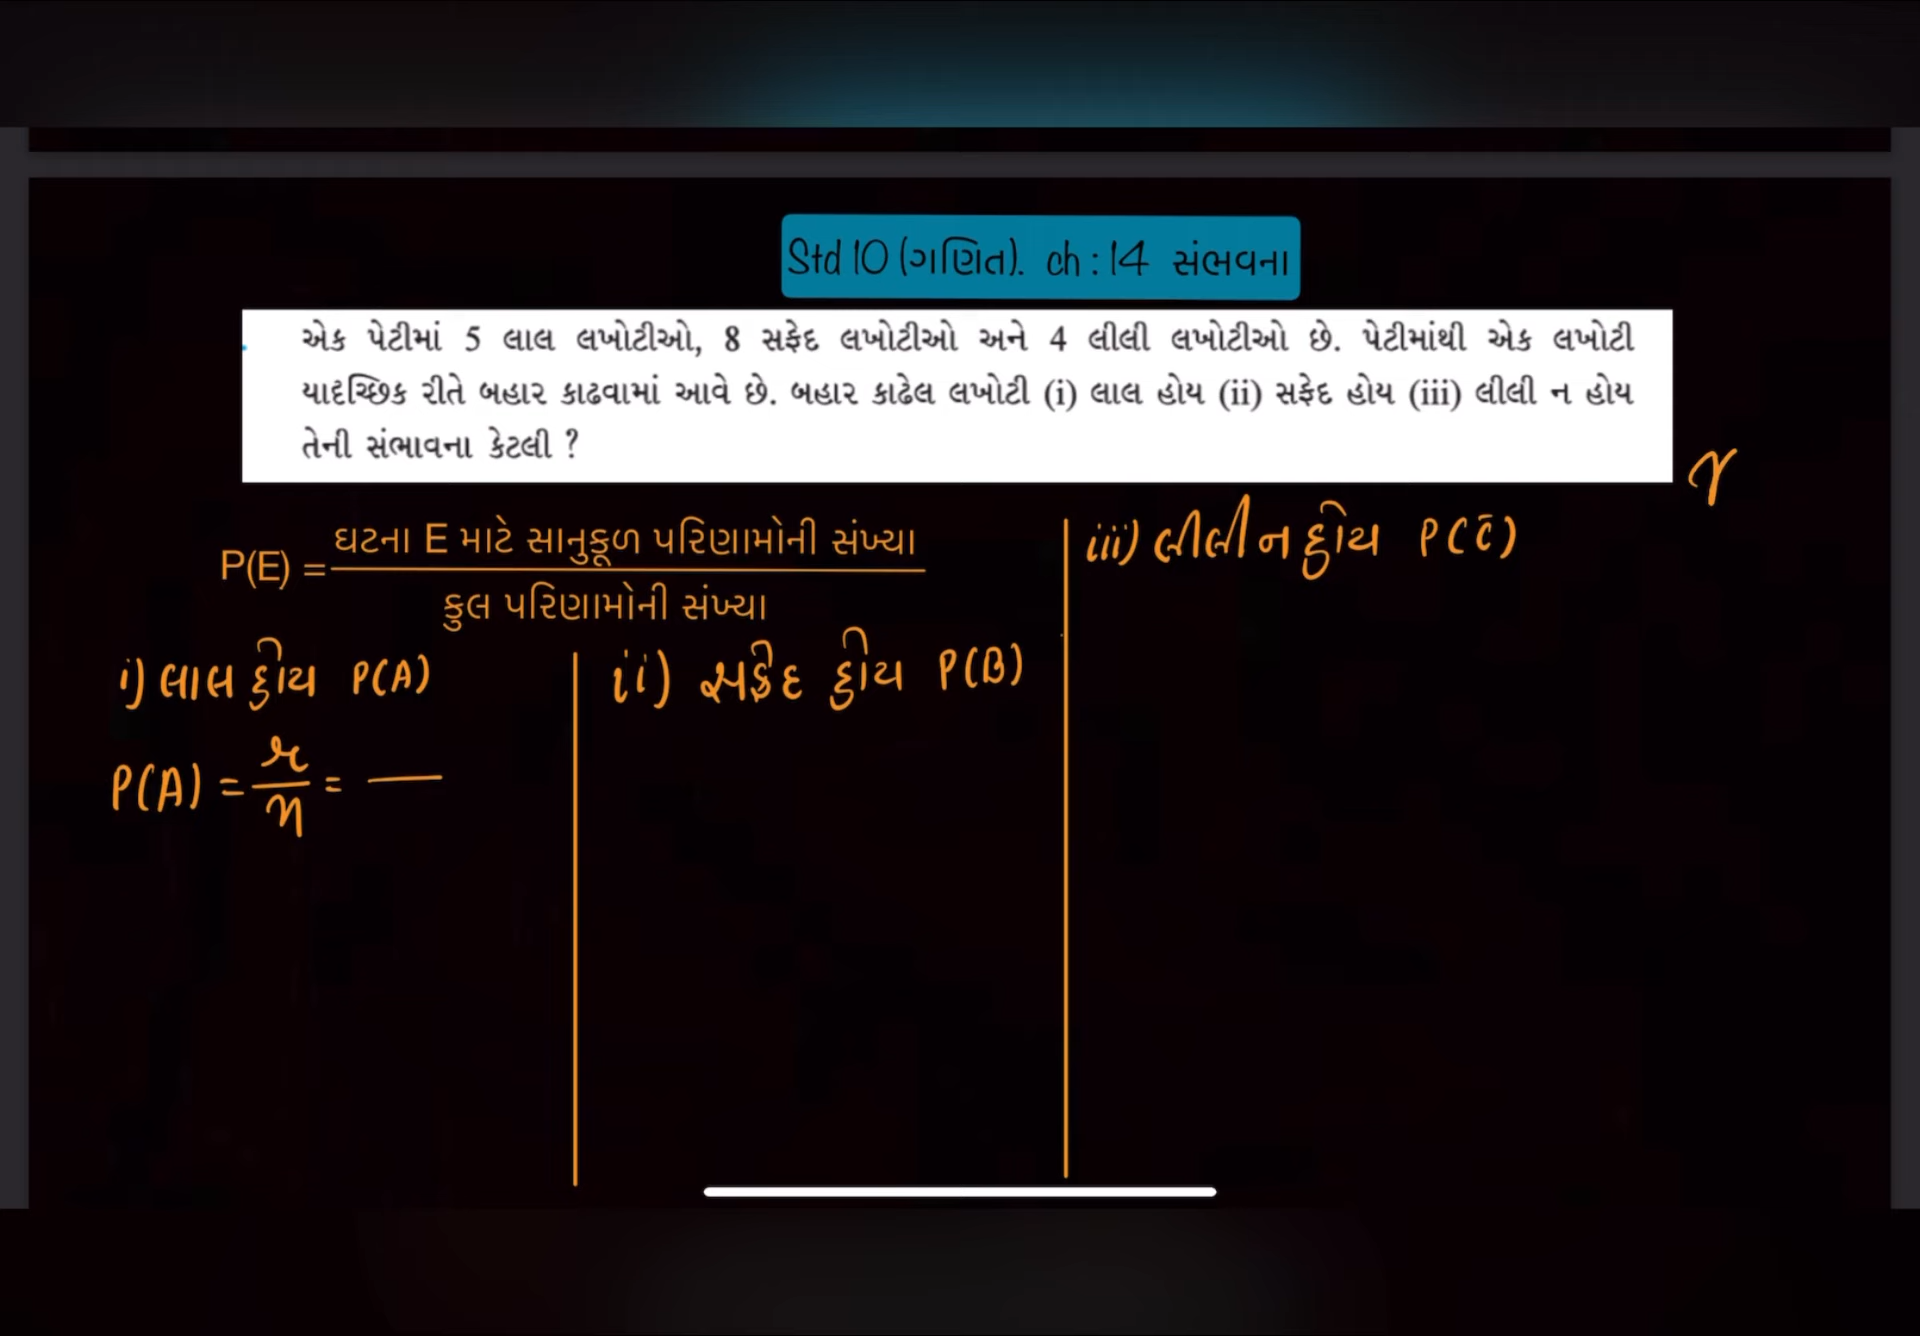 Std 10 (ગણિત). ch : 14 સંભવના
એક પેટીમાં 5 લાલ લખોટીઓ, 8 સફેદ લખોટીઓ અને 4 લીલી લખોટીઓ છે. પેટીમાંથી એક લખોટી
યાદૃચ્છિક રીતે બહાર કાઢવામાં આવે છે. બહાર કાઢેલ લખોટી (i) લાલ હોય (ii) સફેદ હોય (iii) લીલી ન હોય
તેની સંભાવના કેટલી ?
P(E) = ઘટના E માટે સાનુકૂળ પરિણામોની સંખ્યા
કુલ પરિણામોની સંખ્યા
i) લાલ હોય P(A)
P(A) = r/n =
ii) સફેદ હોય P(B)
iii) લીલી ન હોય P(C̄)